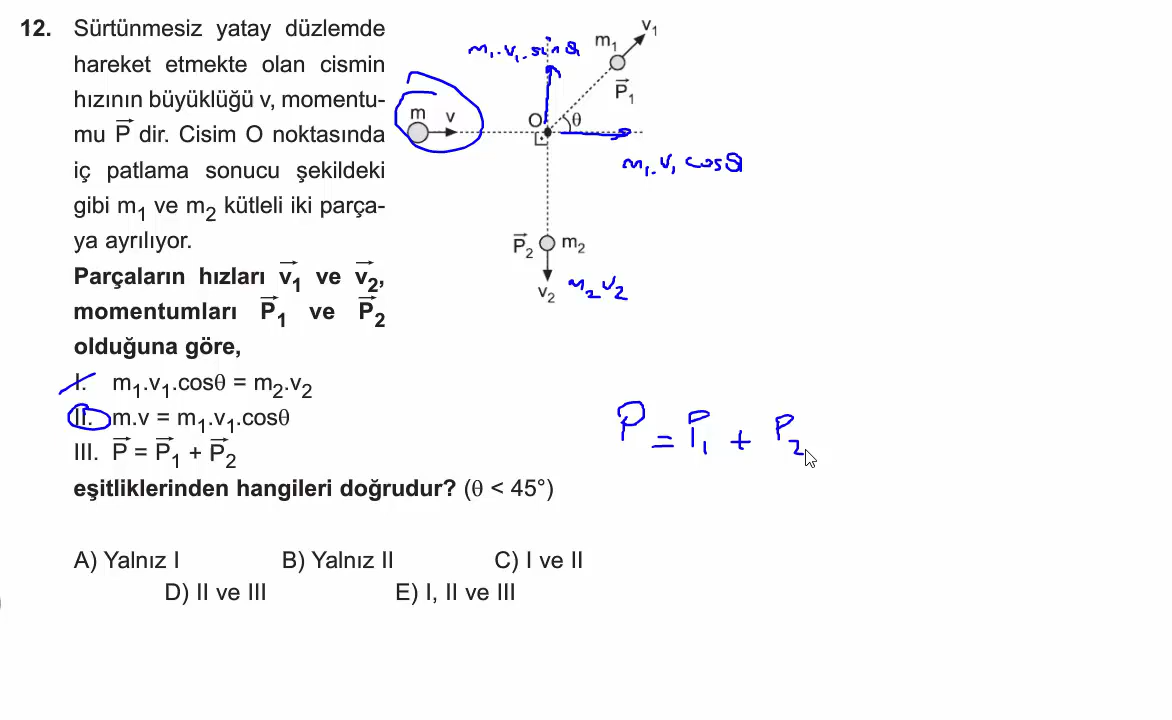 12. Sürtünmesiz yatay düzlemde
hareket etmekte olan cismin
hızının büyüklüğü v, momentu-
mu P⃗ dir. Cisim O noktasında
iç patlama sonucu şekildeki
gibi m₁ ve m₂ kütleli iki parça-
ya ayrılıyor.
Parçaların hızları v⃗₁ ve v⃗₂,
momentumları P⃗₁ ve P⃗₂
olduğuna göre,
I. m₁.v₁.cosθ = m₂.v₂
II. m.v = m₁.v₁.cosθ
III. P⃗ = P⃗₁ + P⃗₂
eşitliklerinden hangileri doğrudur? (θ < 45°)
A) Yalnız I B) Yalnız II C) I ve II
D) II ve III E) I, II ve III
m₁.v₁.sinθ
m₁ v₁
P⃗₁
m v
O θ
m₁.v₁ cosθ
P⃗₂ m₂
v₂ m₂v₂
P = P₁ + P₂